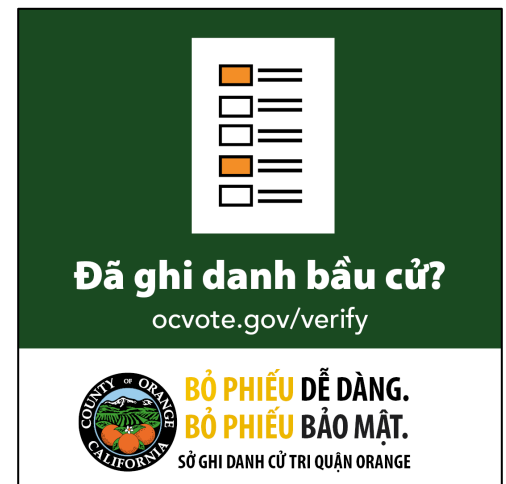 Đã ghi danh bầu cử?
ocvote.gov/verify
COUNTY OF ORANGE
CALIFORNIA
BỎ PHIẾU DỄ DÀNG.
BỎ PHIẾU BẢO MẬT.
SỞ GHI DANH CỬ TRI QUẬN ORANGE